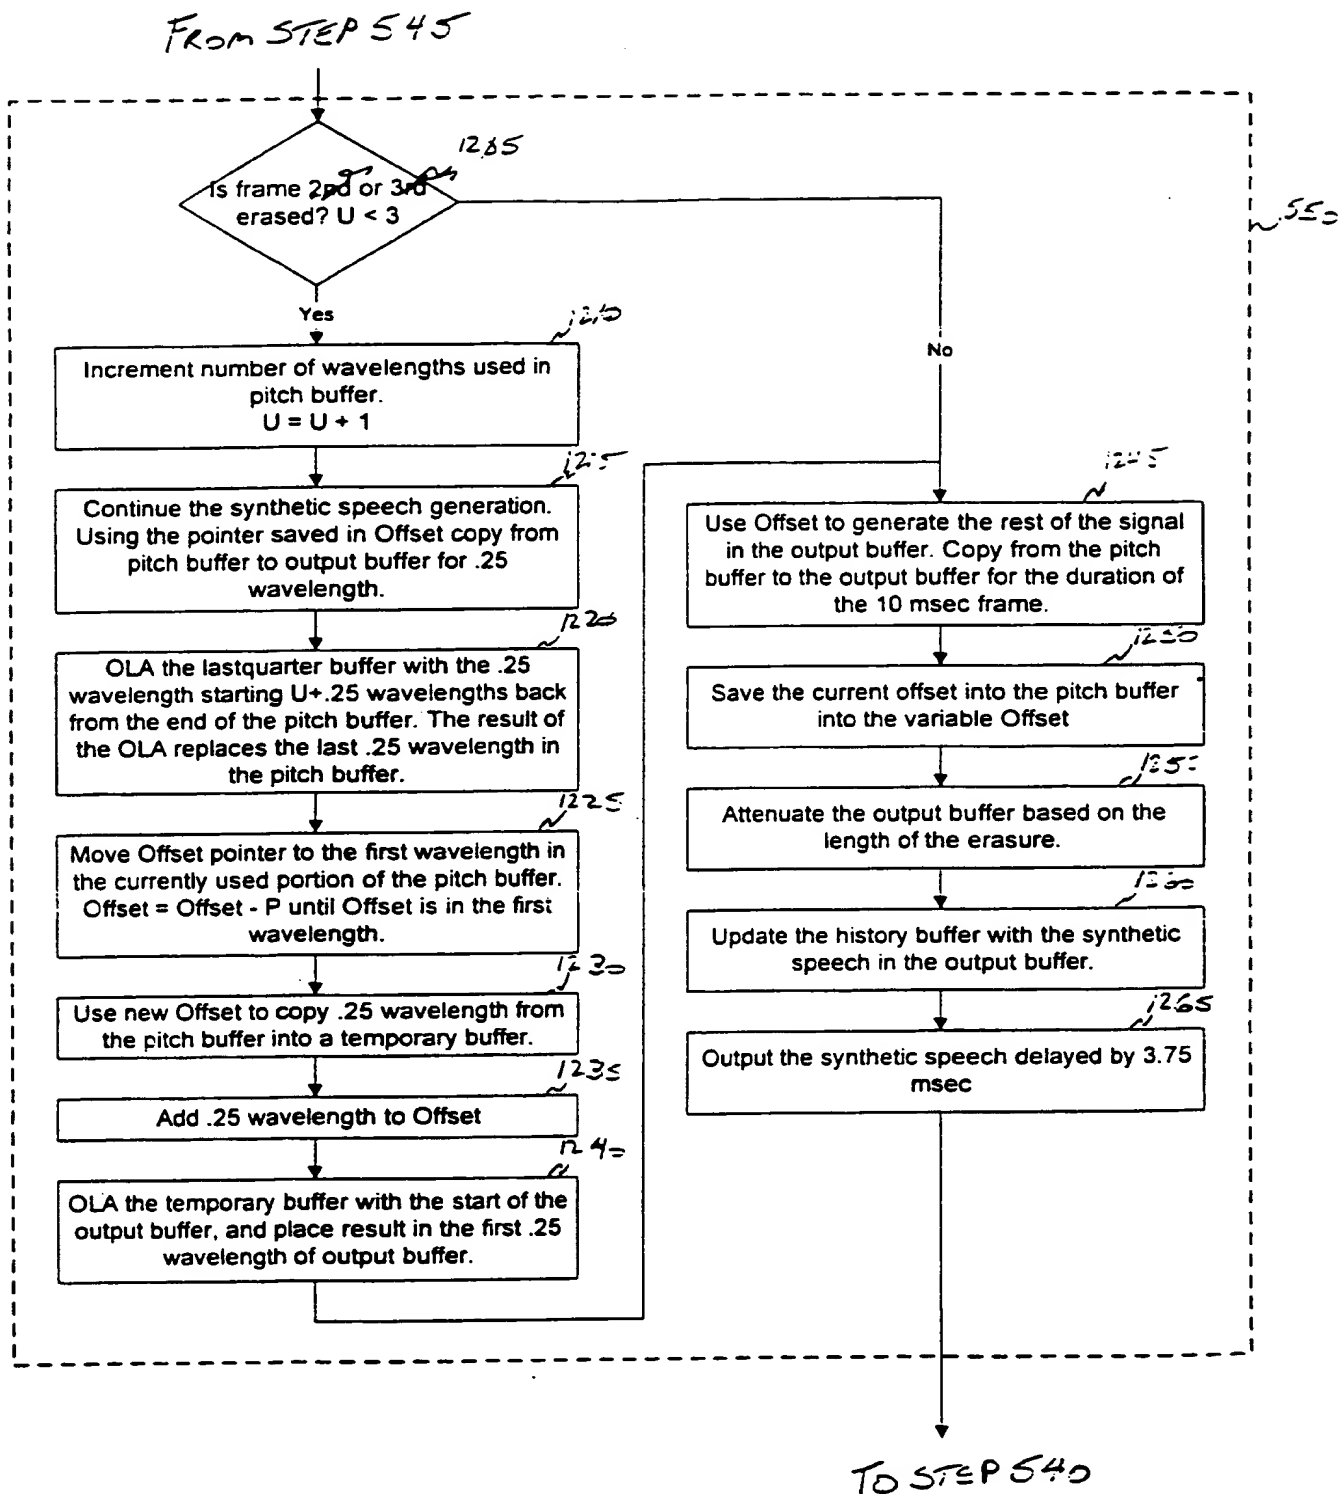 FROM STEP 545
1205
Is frame 2nd or 3rd
erased? U < 3
550
Yes
No
1210
Increment number of wavelengths used in
pitch buffer.
U = U + 1
1215
Continue the synthetic speech generation.
Using the pointer saved in Offset copy from
pitch buffer to output buffer for .25
wavelength.
1220
OLA the lastquarter buffer with the .25
wavelength starting U+.25 wavelengths back
from the end of the pitch buffer. The result of
the OLA replaces the last .25 wavelength in
the pitch buffer.
1225
Move Offset pointer to the first wavelength in
the currently used portion of the pitch buffer.
Offset = Offset - P until Offset is in the first
wavelength.
1230
Use new Offset to copy .25 wavelength from
the pitch buffer into a temporary buffer.
1235
Add .25 wavelength to Offset
1240
OLA the temporary buffer with the start of the
output buffer, and place result in the first .25
wavelength of output buffer.
1245
Use Offset to generate the rest of the signal
in the output buffer. Copy from the pitch
buffer to the output buffer for the duration of
the 10 msec frame.
1250
Save the current offset into the pitch buffer
into the variable Offset
Attenuate the output buffer based on the
length of the erasure.
1260
Update the history buffer with the synthetic
speech in the output buffer.
1265
Output the synthetic speech delayed by 3.75
msec
TO STEP 540